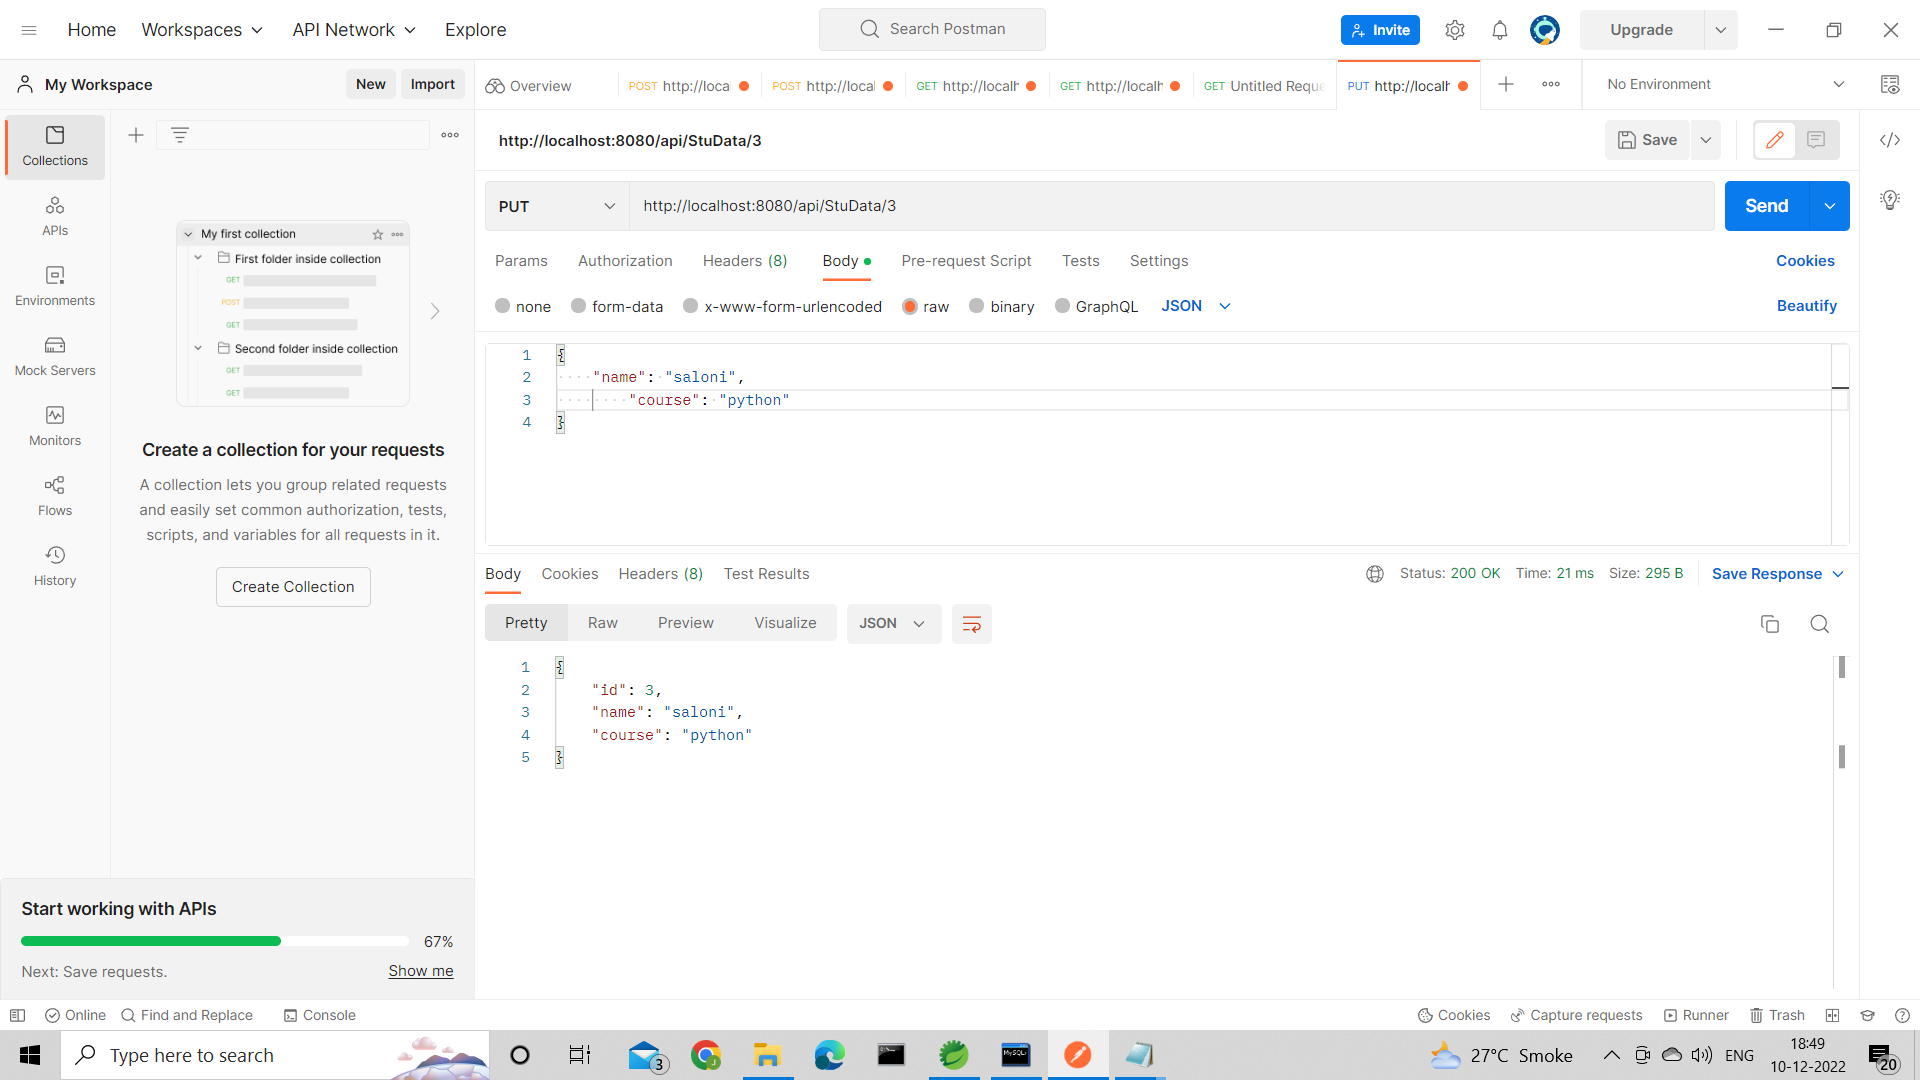 Home
Workspaces
API Network
Explore
Search Postman
Invite
Upgrade
My Workspace
New
Import
Overview
POST http://loca
POST http://local
GET http://localh
GET http://localh
GET Untitled Reque
PUT http://localh
No Environment
Collections
APIs
Environments
Mock Servers
Monitors
Flows
History
My first collection
First folder inside collection
GET
POST
GET
Second folder inside collection
GET
GET
Create a collection for your requests
A collection lets you group related requests
and easily set common authorization, tests,
scripts, and variables for all requests in it.
Create Collection
Start working with APIs
67%
Next: Save requests.
Show me
http://localhost:8080/api/StuData/3
Save
PUT
http://localhost:8080/api/StuData/3
Send
Params
Authorization
Headers (8)
Body
Pre-request Script
Tests
Settings
Cookies
none
form-data
x-www-form-urlencoded
raw
binary
GraphQL
JSON
Beautify
1 {
2 "name": "saloni",
3 "course": "python"
4 }
Body
Cookies
Headers (8)
Test Results
Status: 200 OK
Time: 21 ms
Size: 295 B
Save Response
Pretty
Raw
Preview
Visualize
JSON
1 {
2 "id": 3,
3 "name": "saloni",
4 "course": "python"
5 }
Online
Find and Replace
Console
Cookies
Capture requests
Runner
Trash
Type here to search
3
MySQL
27°C Smoke
ENG
18:49
10-12-2022
20